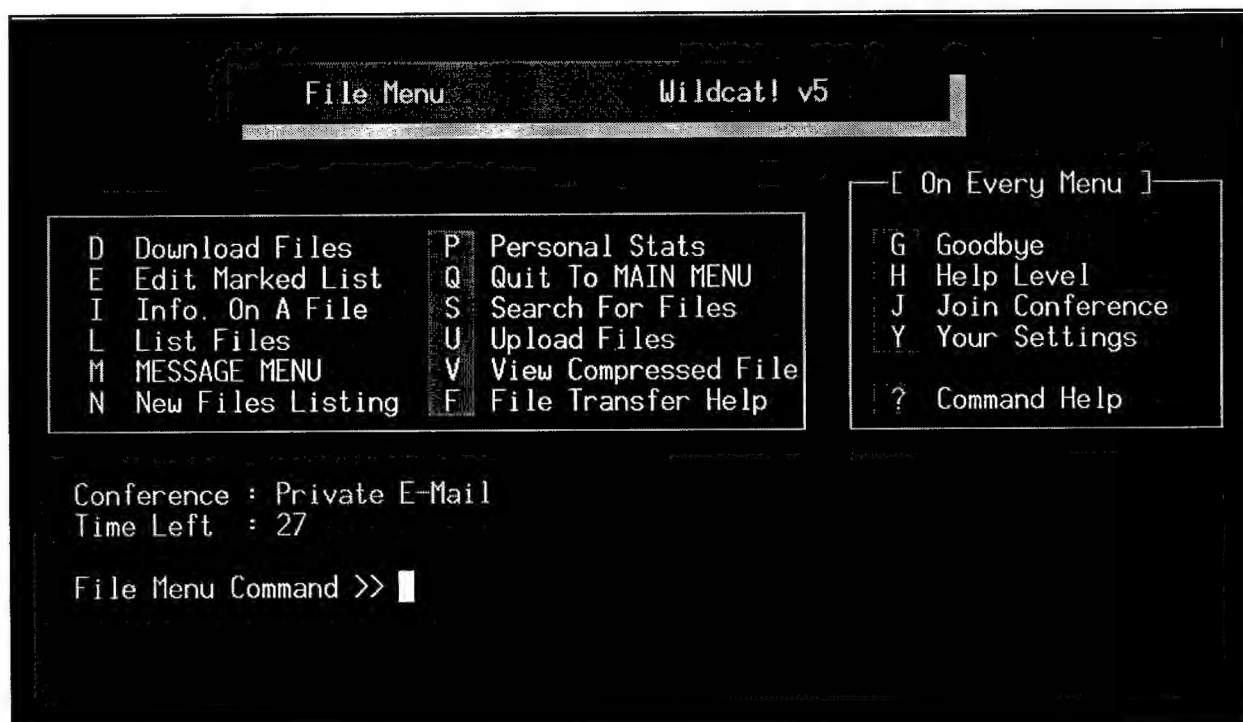 File Menu Wildcat! v5
[ On Every Menu ]
D Download Files P Personal Stats
E Edit Marked List Q Quit To MAIN MENU
I Info. On A File S Search For Files
L List Files U Upload Files
M MESSAGE MENU V View Compressed File
N New Files Listing F File Transfer Help
G Goodbye
H Help Level
J Join Conference
Y Your Settings
? Command Help
Conference : Private E-Mail
Time Left : 27
File Menu Command >>